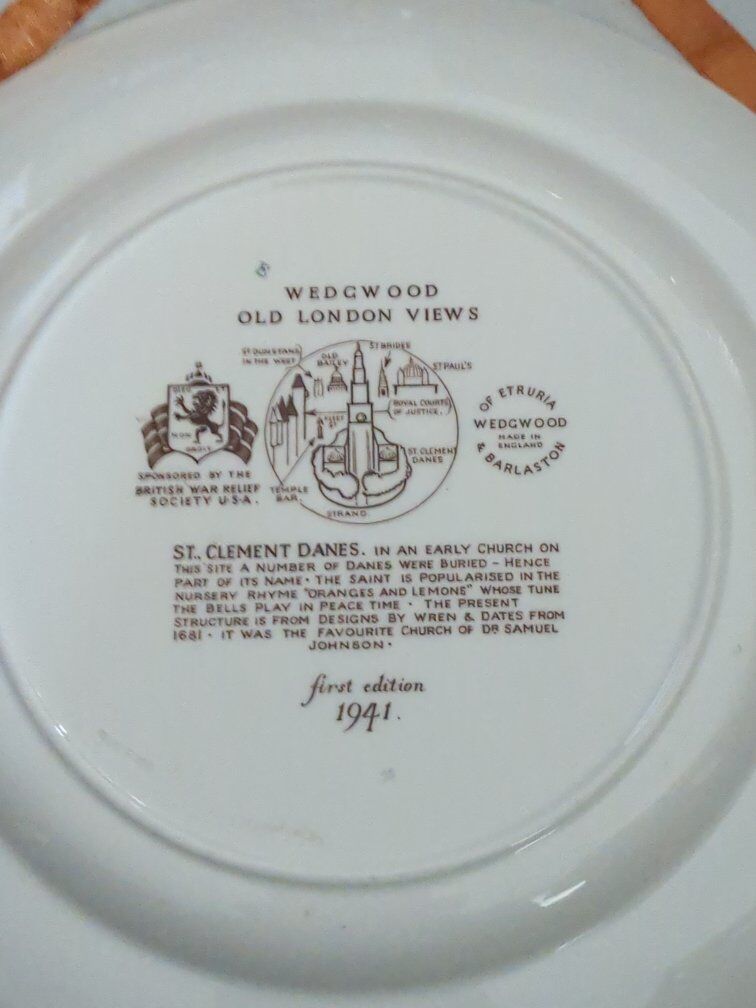 WEDGWOOD
OLD LONDON VIEWS
ST. DUNSTANS
IN THE WEST
OLD
BAILEY
ST BRIDES
ST PAUL'S
ROYAL COURTS
OF JUSTICE.
FLEET
ST.
ST. CLEMENT
DANES
TEMPLE
BAR.
STRAND.
NON
SPONSORED BY THE
BRITISH WAR RELIEF
SOCIETY U·S·A.
OF ETRURIA
WEDGWOOD
MADE IN
ENGLAND
& BARLASTON
ST., CLEMENT DANES. IN AN EARLY CHURCH ON
THIS SITE A NUMBER OF DANES WERE BURIED – HENCE
PART OF ITS NAME · THE SAINT IS POPULARISED IN THE
NURSERY RHYME "ORANGES AND LEMONS" WHOSE TUNE
THE BELLS PLAY IN PEACE TIME · THE PRESENT
STRUCTURE IS FROM DESIGNS BY WREN & DATES FROM
1681 · IT WAS THE FAVOURITE CHURCH OF DR SAMUEL
JOHNSON ·
first edition
1941.